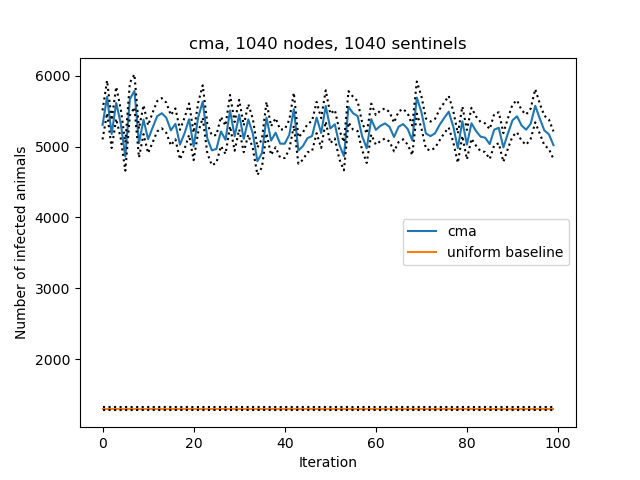 cma, 1040 nodes, 1040 sentinels
6000
5000
4000
3000
2000
Number of infected animals
cma
uniform baseline
0 20 40 60 80 100
Iteration